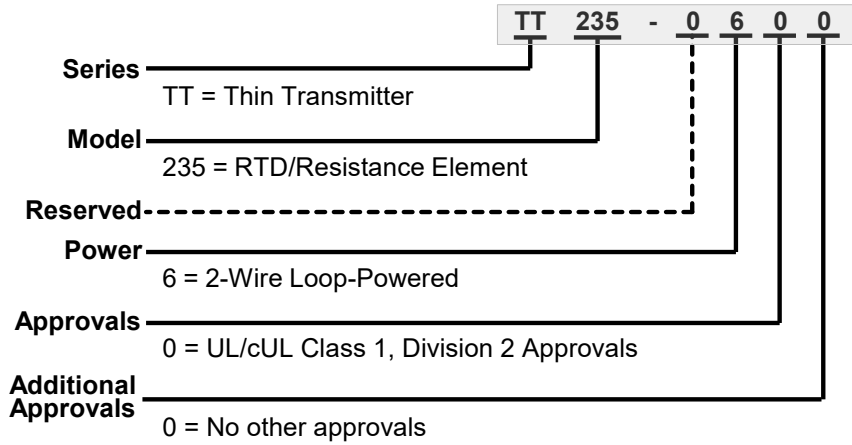 TT 235 - 0 6 0 0
Series
TT = Thin Transmitter
Model
235 = RTD/Resistance Element
Reserved
Power
6 = 2-Wire Loop-Powered
Approvals
0 = UL/cUL Class 1, Division 2 Approvals
Additional
Approvals
0 = No other approvals